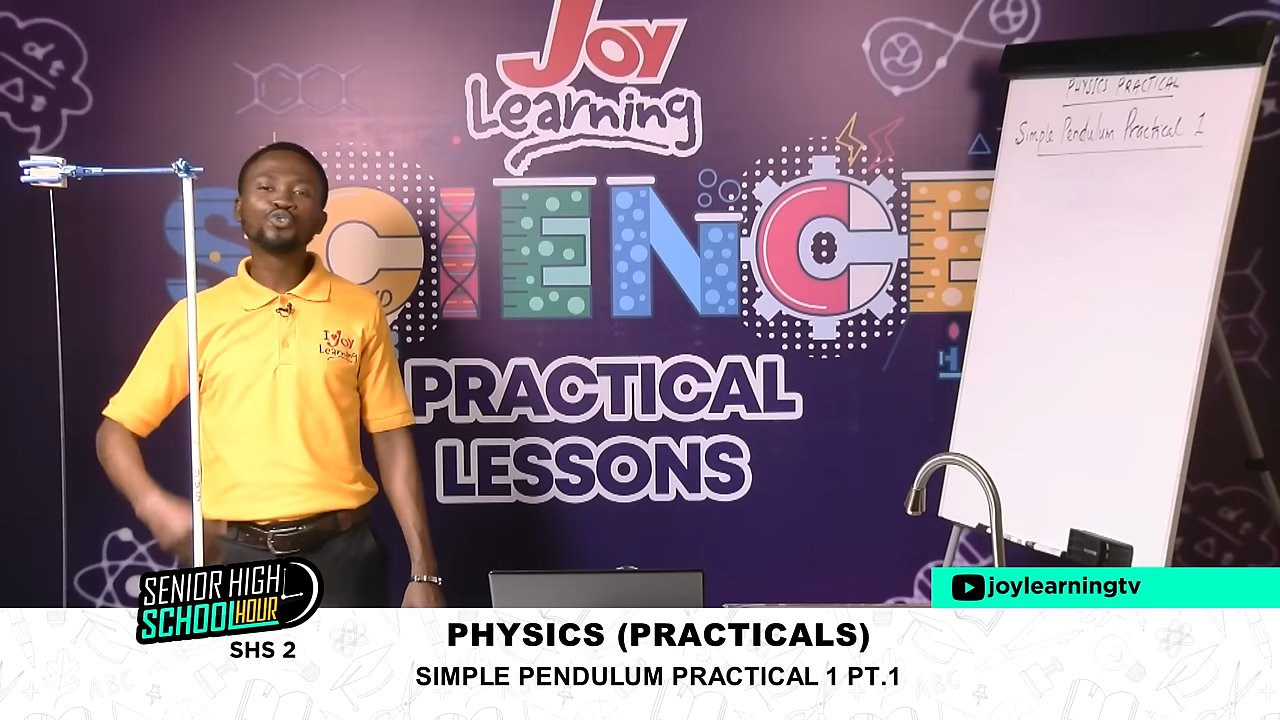 Joy
Learning
PHYSICS PRACTICAL
Simple Pendulum Practical 1
SCIENCE
I ♥ Joy
Learning
PRACTICAL
LESSONS
SENIOR HIGH
SCHOOL HOUR
SHS 2
joylearningtv
PHYSICS (PRACTICALS)
SIMPLE PENDULUM PRACTICAL 1 PT.1